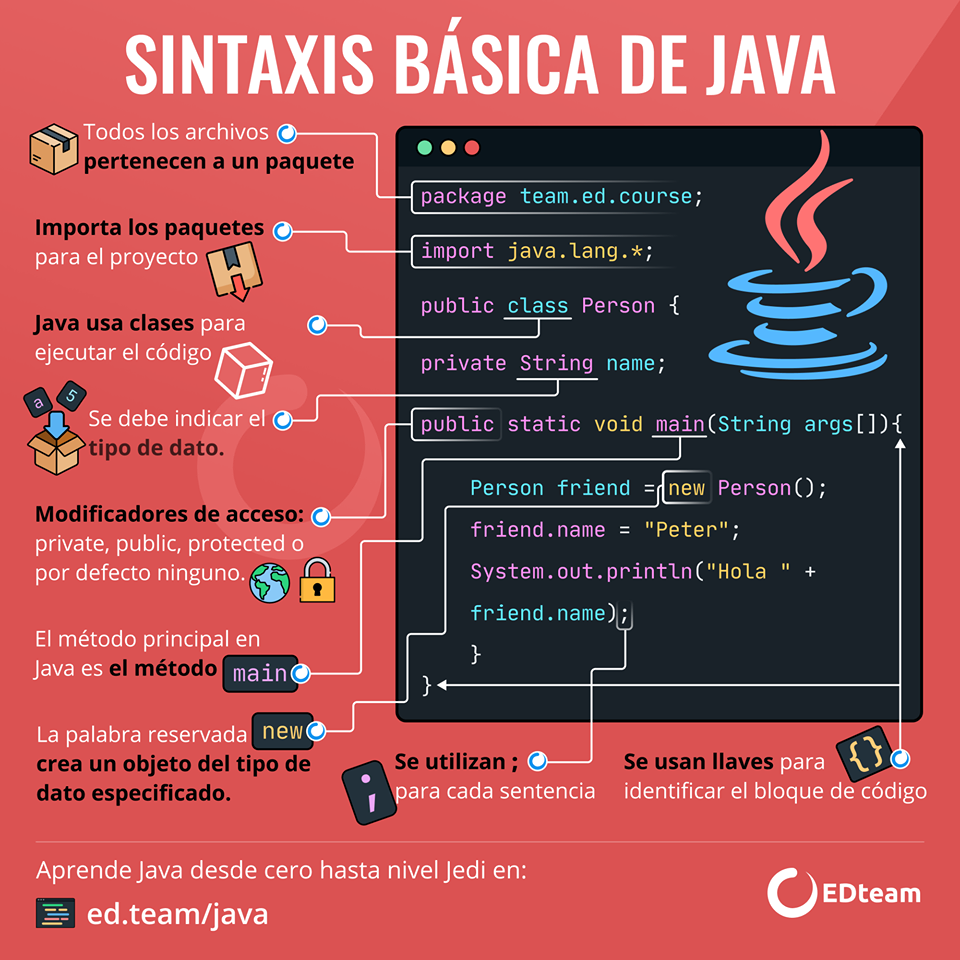 SINTAXIS BÁSICA DE JAVA
Todos los archivos
pertenecen a un paquete
Importa los paquetes
para el proyecto
Java usa clases para
ejecutar el código
a 5
Se debe indicar el
tipo de dato.
Modificadores de acceso:
private, public, protected o
por defecto ninguno.
El método principal en
Java es el método main
La palabra reservada new
crea un objeto del tipo de
dato especificado.
package team.ed.course;
import java.lang.*;
public class Person {
private String name;
public static void main(String args[]){
Person friend = new Person();
friend.name = "Peter";
System.out.println("Hola " +
friend.name);
}
}
;
Se utilizan ;
para cada sentencia
Se usan llaves para
identificar el bloque de código
{}
Aprende Java desde cero hasta nivel Jedi en:
ed.team/java
EDteam